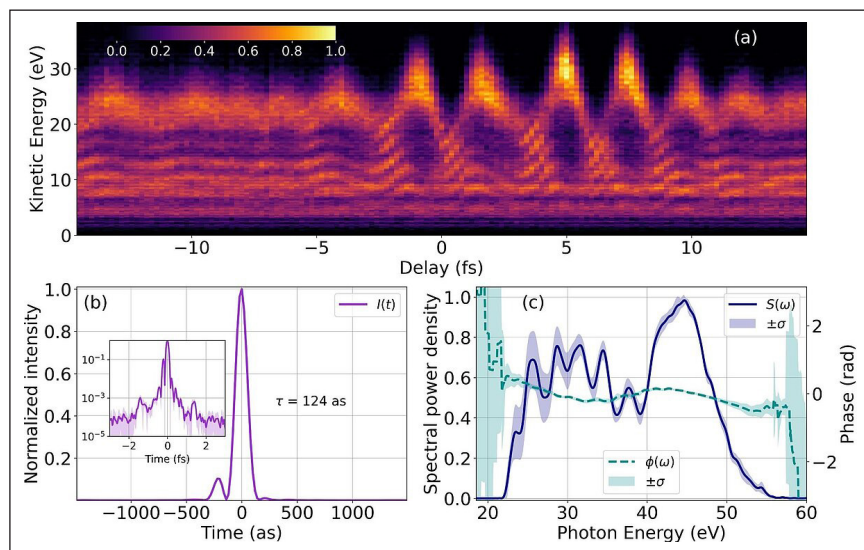 0.0 0.2 0.4 0.6 0.8 1.0
(a)
Kinetic Energy (eV)
30
20
10
0
−10 −5 0 5 10
Delay (fs)
(b)
I(t)
Normalized intensity
1.0
0.8
0.6
0.4
0.2
10⁻¹
10⁻³
10⁻⁵
−2 0 2
Time (fs)
τ = 124 as
−1000 −500 0 500 1000
Time (as)
(c)
S(ω)
±σ
Spectral power density
1.0
0.8
0.6
0.4
0.2
0.0
ϕ(ω)
±σ
2
0
−2
Phase (rad)
20 30 40 50 60
Photon Energy (eV)